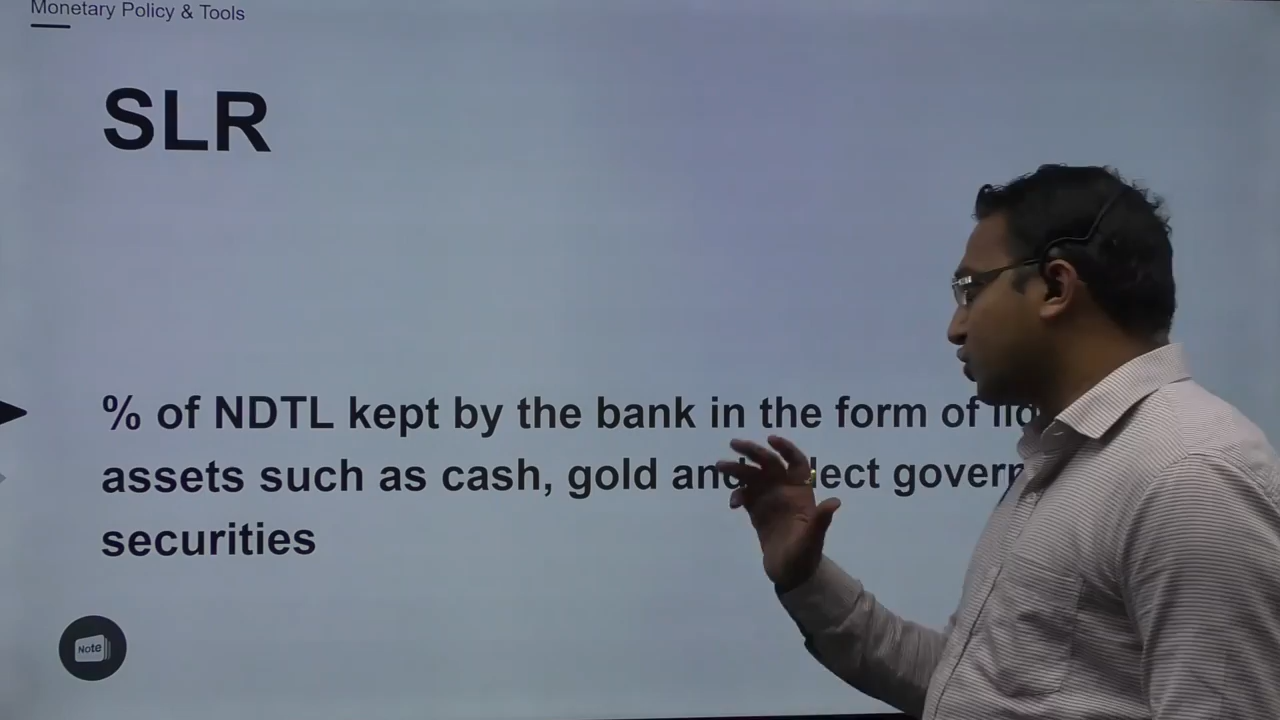 Monetary Policy & Tools
SLR
% of NDTL kept by the bank in the form of
assets such as cash, gold and
securities
Note